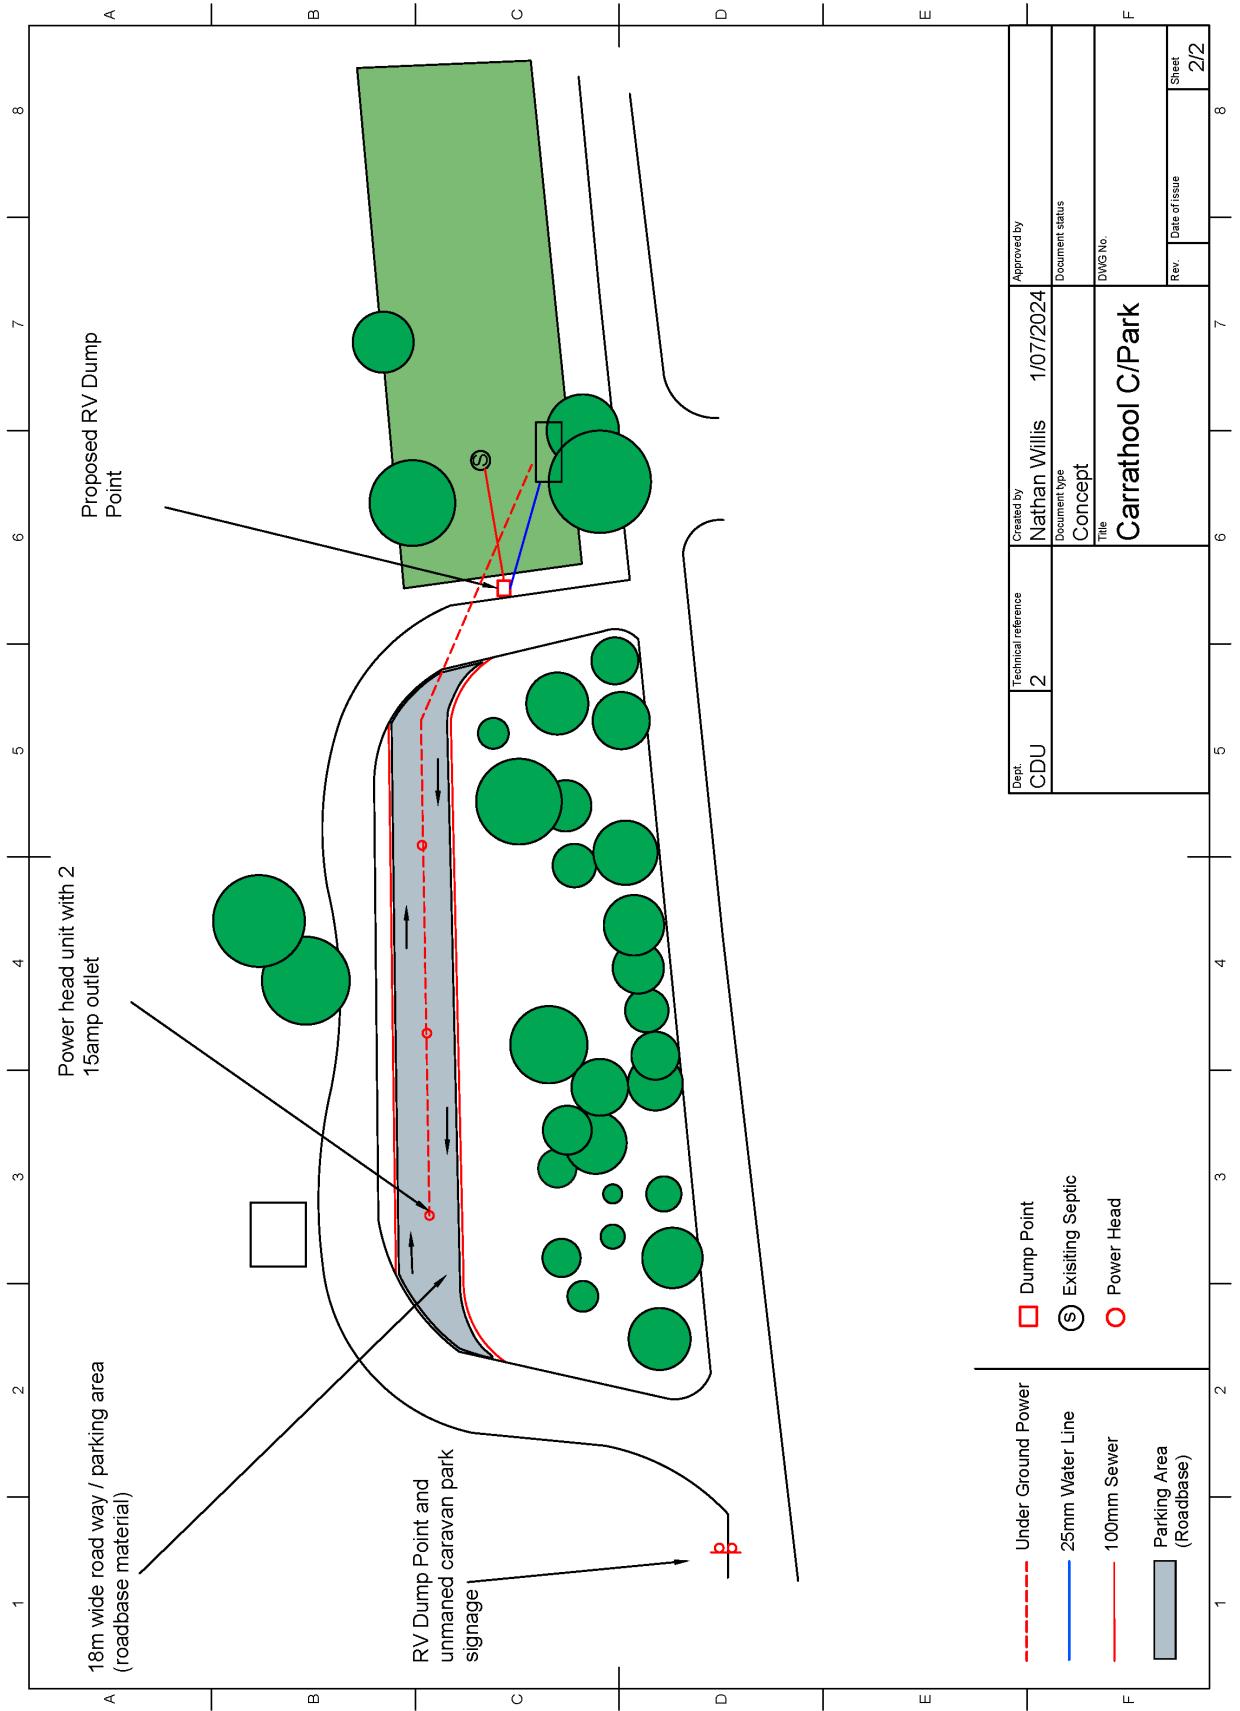 1
2
3
4
5
6
7
8
A
B
C
D
E
F
18m wide road way / parking area
(roadbase material)
Power head unit with 2
15amp outlet
Proposed RV Dump
Point
RV Dump Point and
unmaned caravan park
signage
S
Under Ground Power
25mm Water Line
100mm Sewer
Parking Area
(Roadbase)
Dump Point
S Exisiting Septic
Power Head
Dept.
CDU
Technical reference
2
Created by
Nathan Willis 1/07/2024
Approved by
Document type
Concept
Document status
Title
Carrathool C/Park
DWG No.
Rev.
Date of issue
Sheet
2/2
A
B
C
D
E
F
1
2
3
4
5
6
7
8